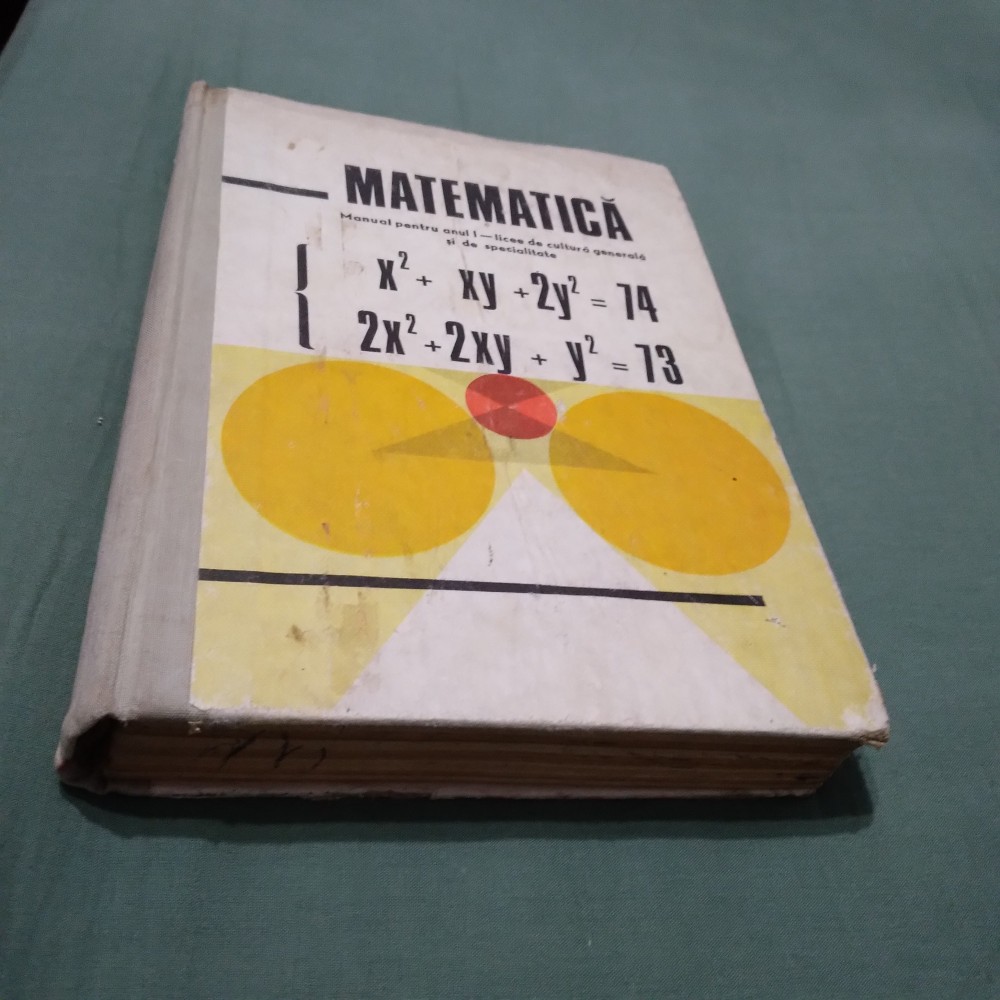 MATEMATICĂ
Manual pentru anul I — licee de cultură generală
și de specialitate
x² + xy + 2y² = 74
2x² + 2xy + y² = 73